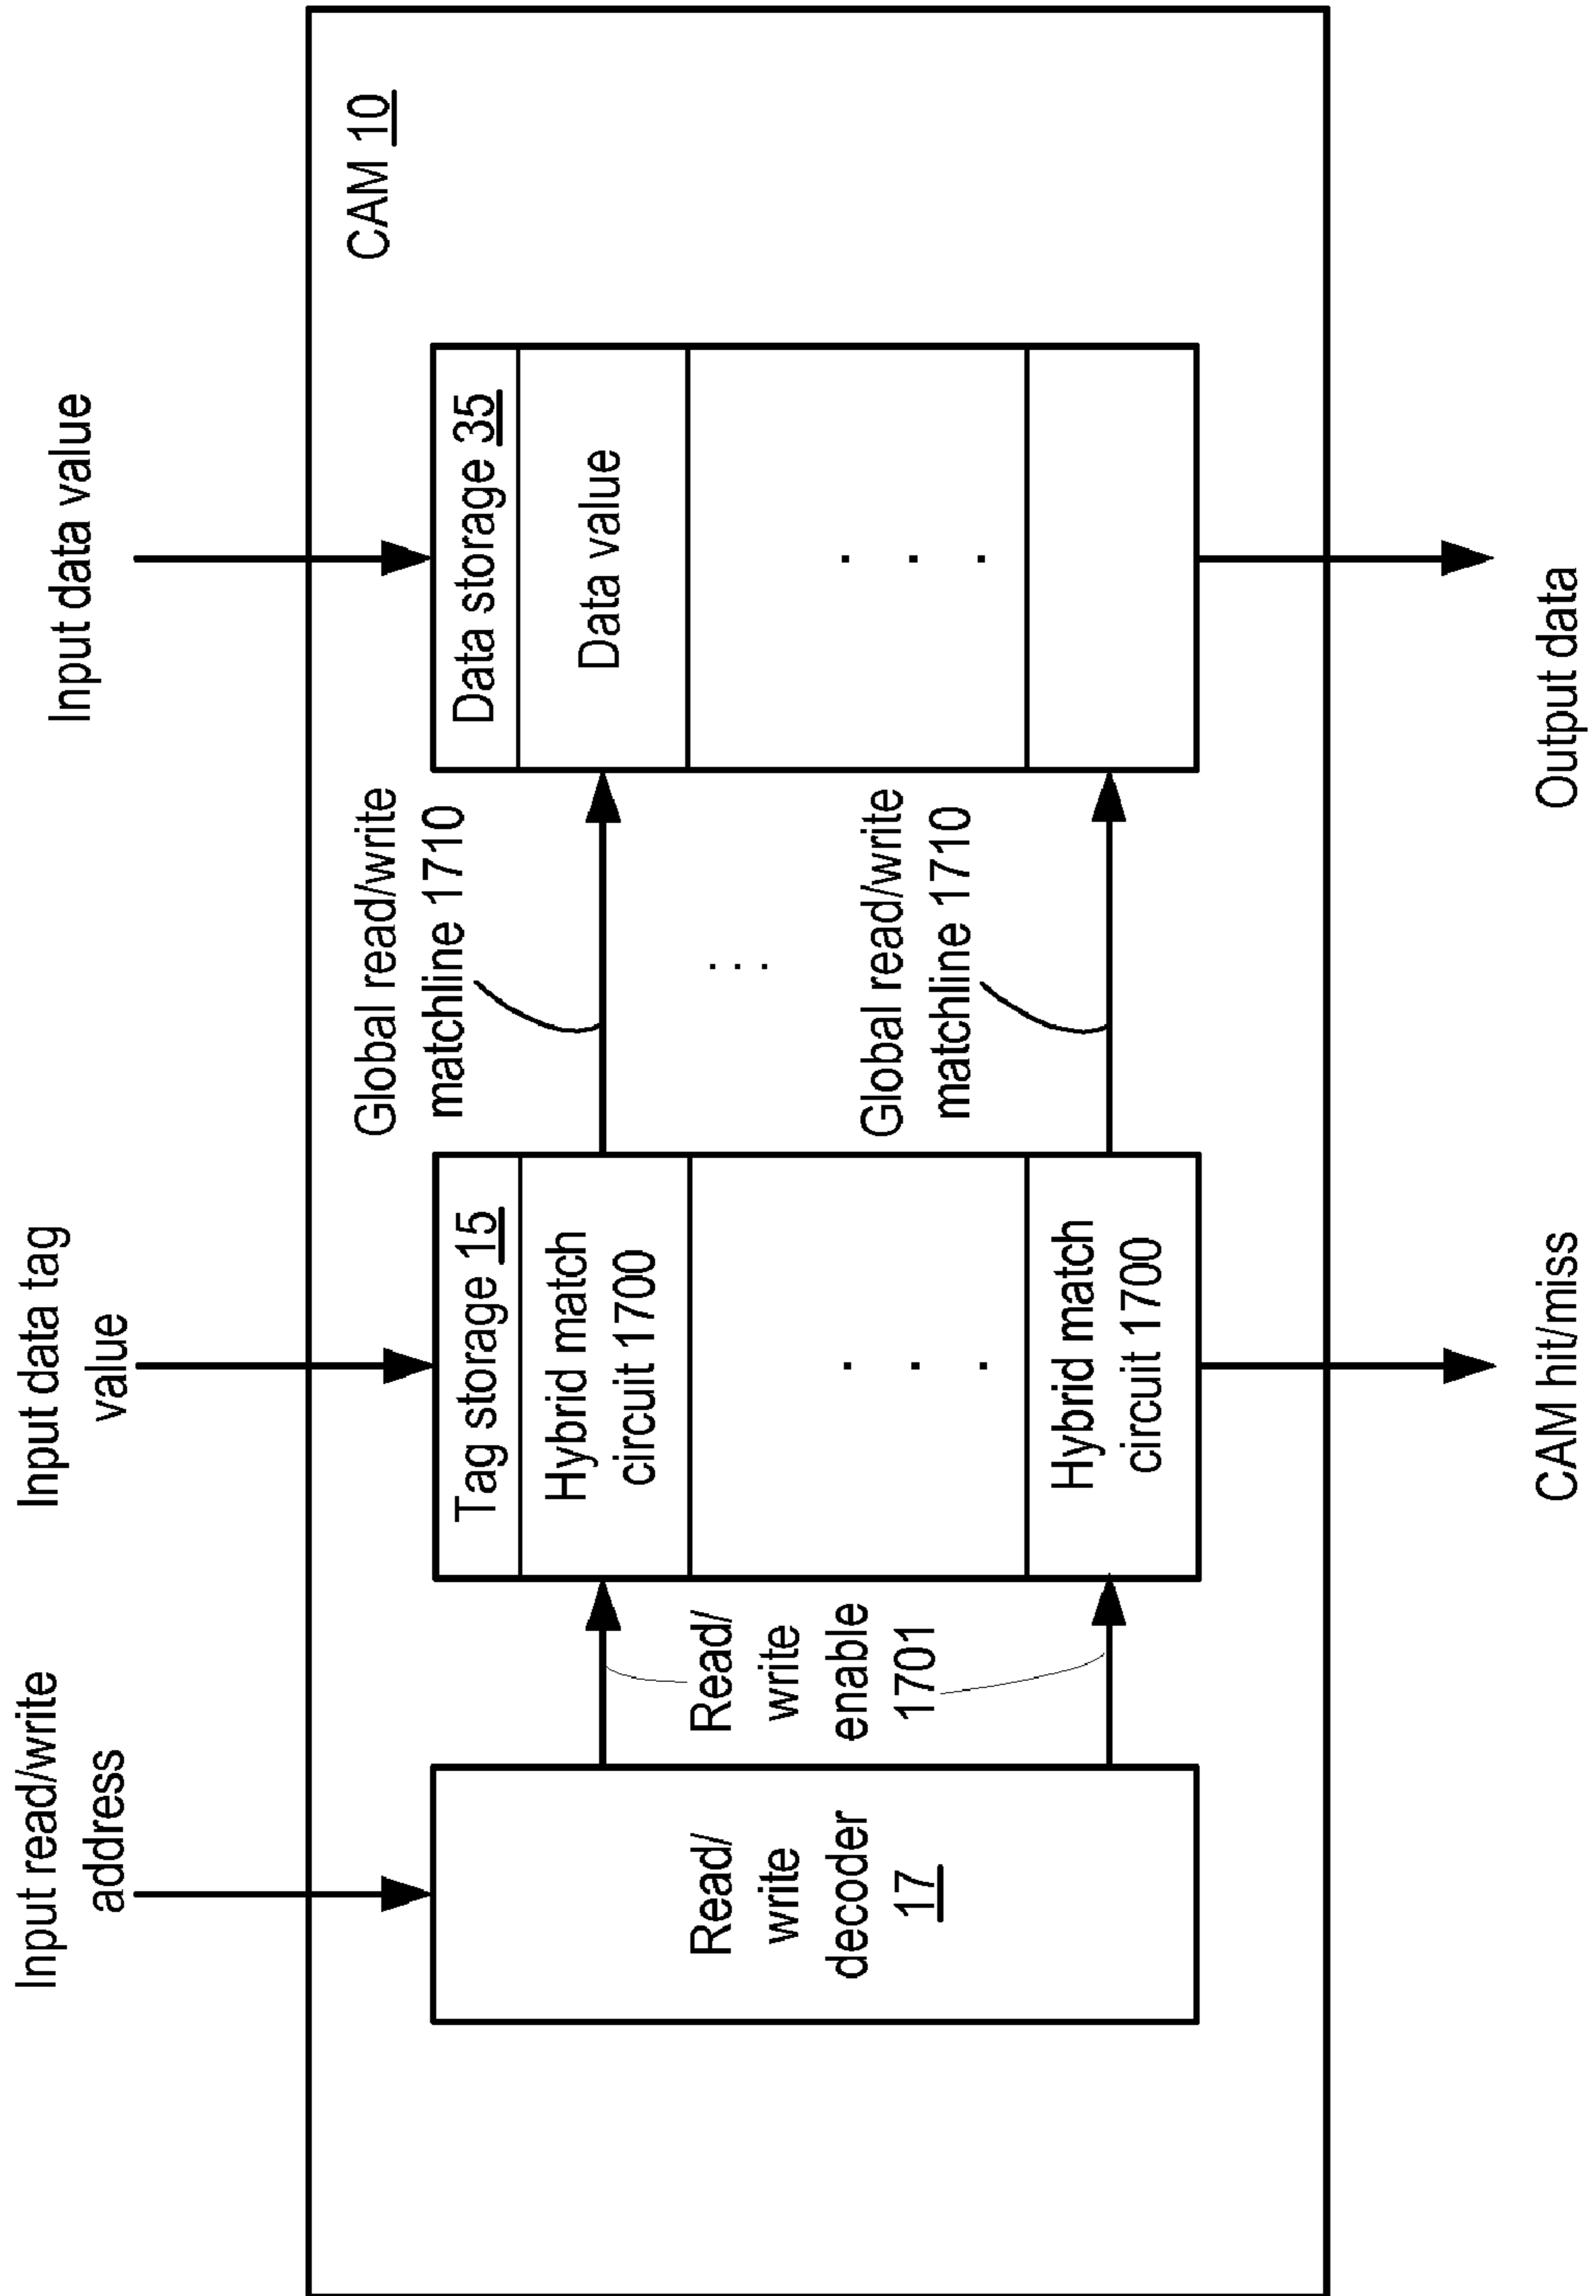 Input read/write
address
Input data tag
value
Input data value
CAM 10
Read/
write
decoder
17
Read/
write
enable
1701
Tag storage 15
Hybrid match
circuit 1700
. . .
Hybrid match
circuit 1700
Global read/write
matchline 1710
. . .
Global read/write
matchline 1710
Data storage 35
Data value
. . .
CAM hit/miss
Output data